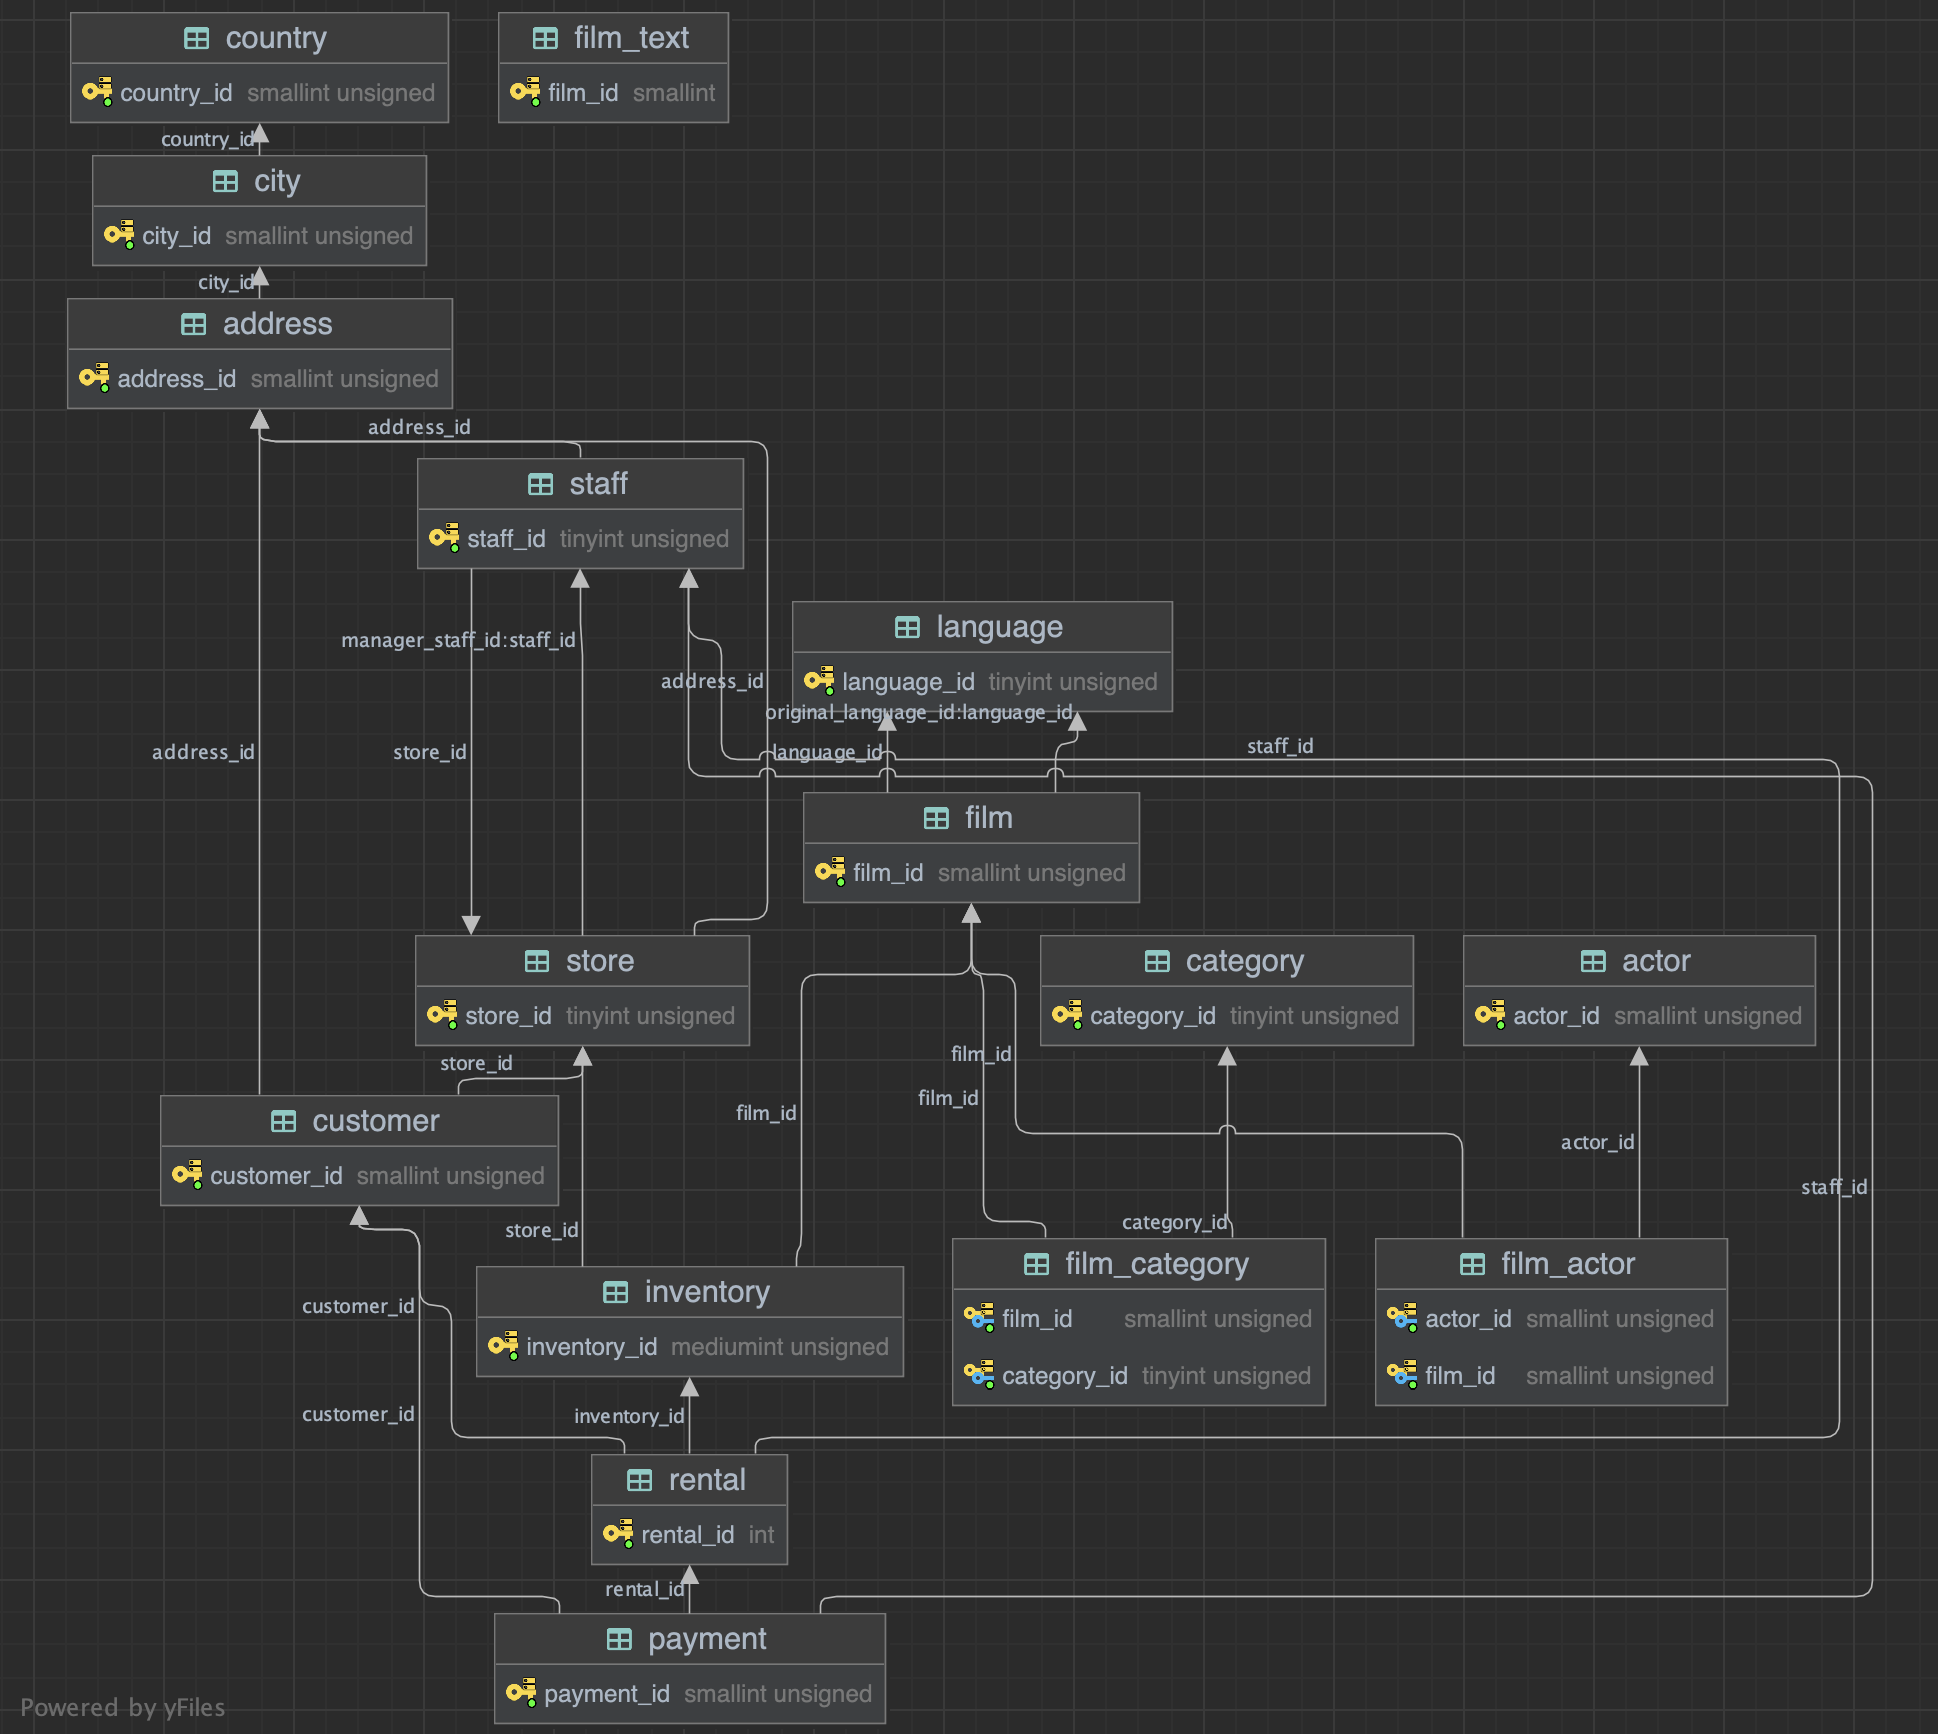 country
country_id smallint unsigned
film_text
film_id smallint
country_id
city
city_id smallint unsigned
city_id
address
address_id smallint unsigned
address_id
staff
staff_id tinyint unsigned
manager_staff_id:staff_id
language
language_id tinyint unsigned
address_id
original_language_id:language_id
address_id
store_id
language_id
staff_id
film
film_id smallint unsigned
store
store_id tinyint unsigned
category
category_id tinyint unsigned
actor
actor_id smallint unsigned
store_id
film_id
film_id
customer
customer_id smallint unsigned
film_id
actor_id
staff_id
store_id
category_id
inventory
inventory_id mediumint unsigned
film_category
film_id smallint unsigned
category_id tinyint unsigned
film_actor
actor_id smallint unsigned
film_id smallint unsigned
customer_id
customer_id
inventory_id
rental
rental_id int
rental_id
payment
payment_id smallint unsigned
Powered by yFiles